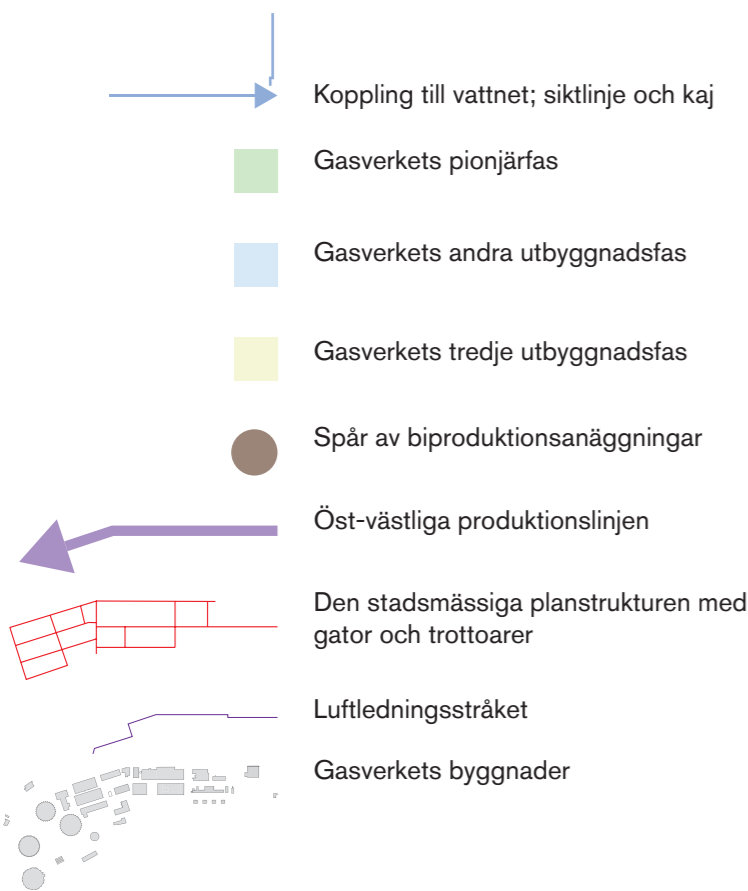 Koppling till vattnet; siktlinje och kaj
Gasverkets pionjärfas
Gasverkets andra utbyggnadsfas
Gasverkets tredje utbyggnadsfas
Spår av biproduktionsanäggningar
Öst-västliga produktionslinjen
Den stadsmässiga planstrukturen med
gator och trottoarer
Luftledningsstråket
Gasverkets byggnader